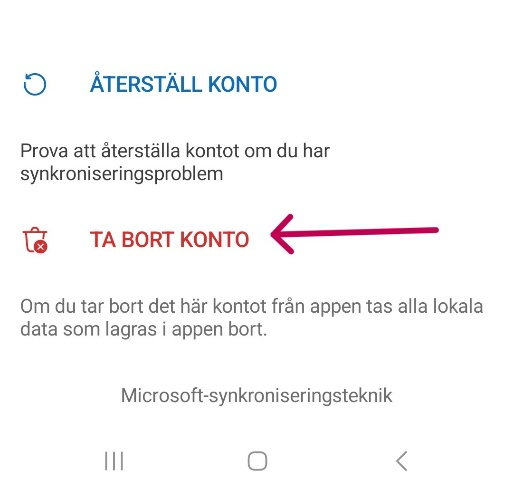 ÅTERSTÄLL KONTO
Prova att återställa kontot om du har
synkroniseringsproblem
TA BORT KONTO
Om du tar bort det här kontot från appen tas alla lokala
data som lagras i appen bort.
Microsoft-synkroniseringsteknik